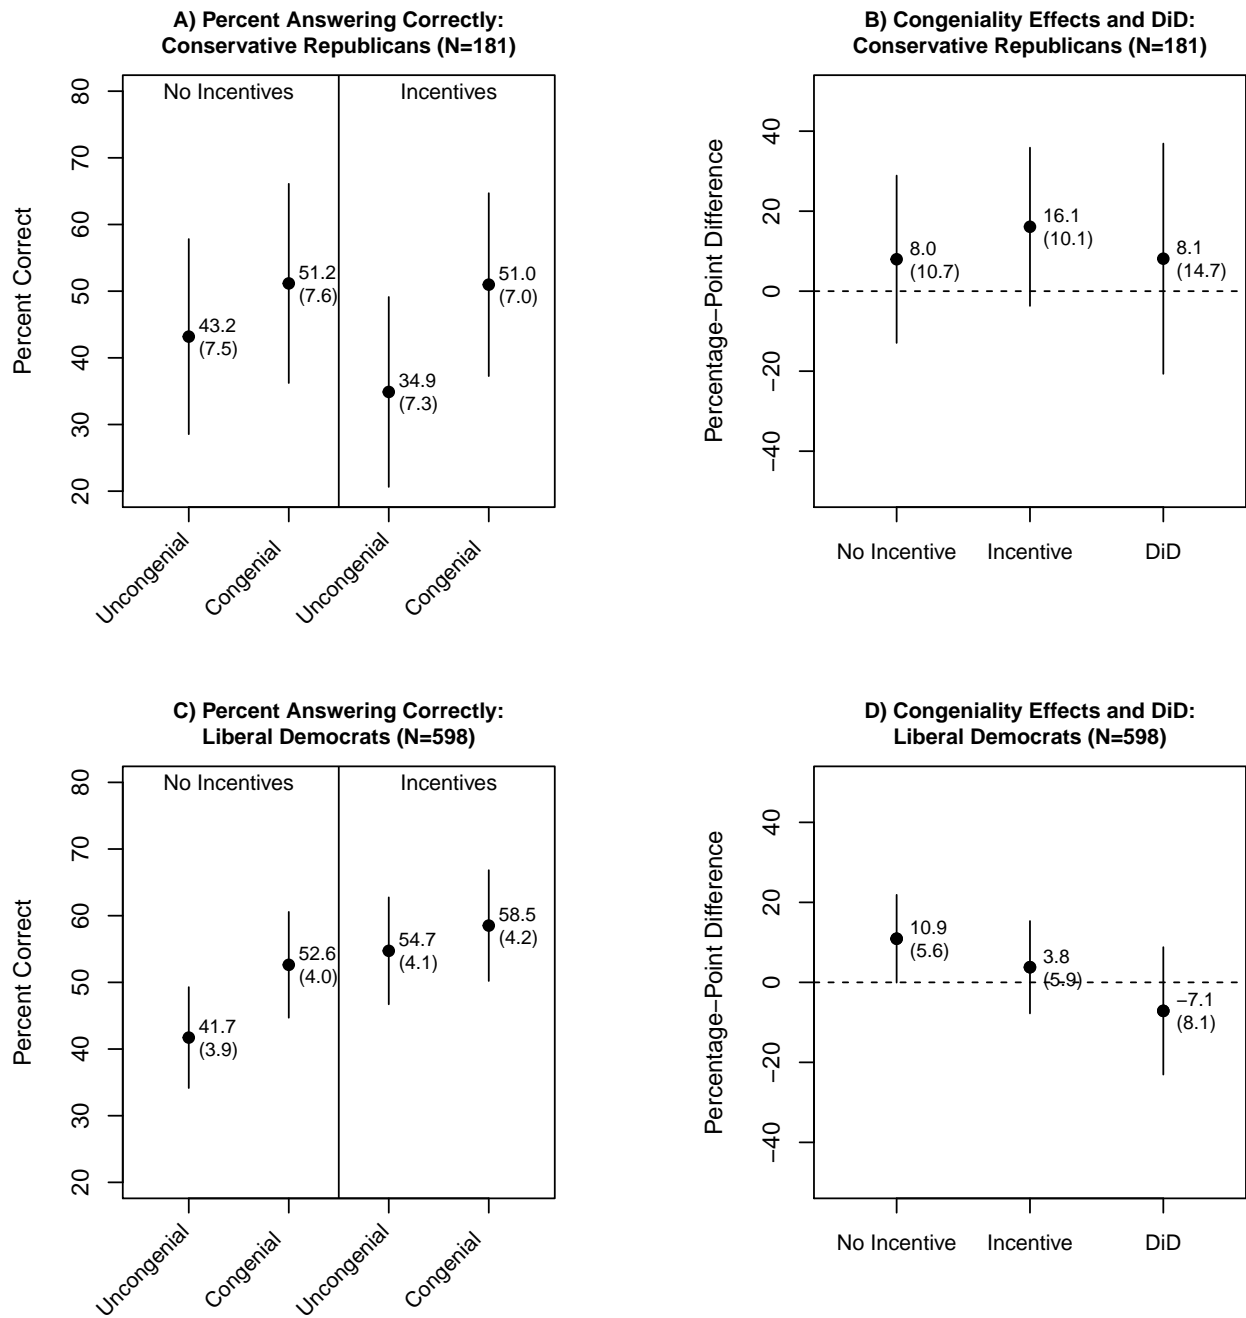 A) Percent Answering Correctly:
Conservative Republicans (N=181)
No Incentives
Incentives
Percent Correct
80
70
60
50
40
30
20
43.2
(7.5)
51.2
(7.6)
34.9
(7.3)
51.0
(7.0)
Uncongenial
Congenial
Uncongenial
Congenial
B) Congeniality Effects and DiD:
Conservative Republicans (N=181)
Percentage−Point Difference
40
20
0
−20
−40
8.0
(10.7)
16.1
(10.1)
8.1
(14.7)
No Incentive
Incentive
DiD
C) Percent Answering Correctly:
Liberal Democrats (N=598)
No Incentives
Incentives
Percent Correct
80
70
60
50
40
30
20
41.7
(3.9)
52.6
(4.0)
54.7
(4.1)
58.5
(4.2)
Uncongenial
Congenial
Uncongenial
Congenial
D) Congeniality Effects and DiD:
Liberal Democrats (N=598)
Percentage−Point Difference
40
20
0
−20
−40
10.9
(5.6)
3.8
(5.9)
−7.1
(8.1)
No Incentive
Incentive
DiD